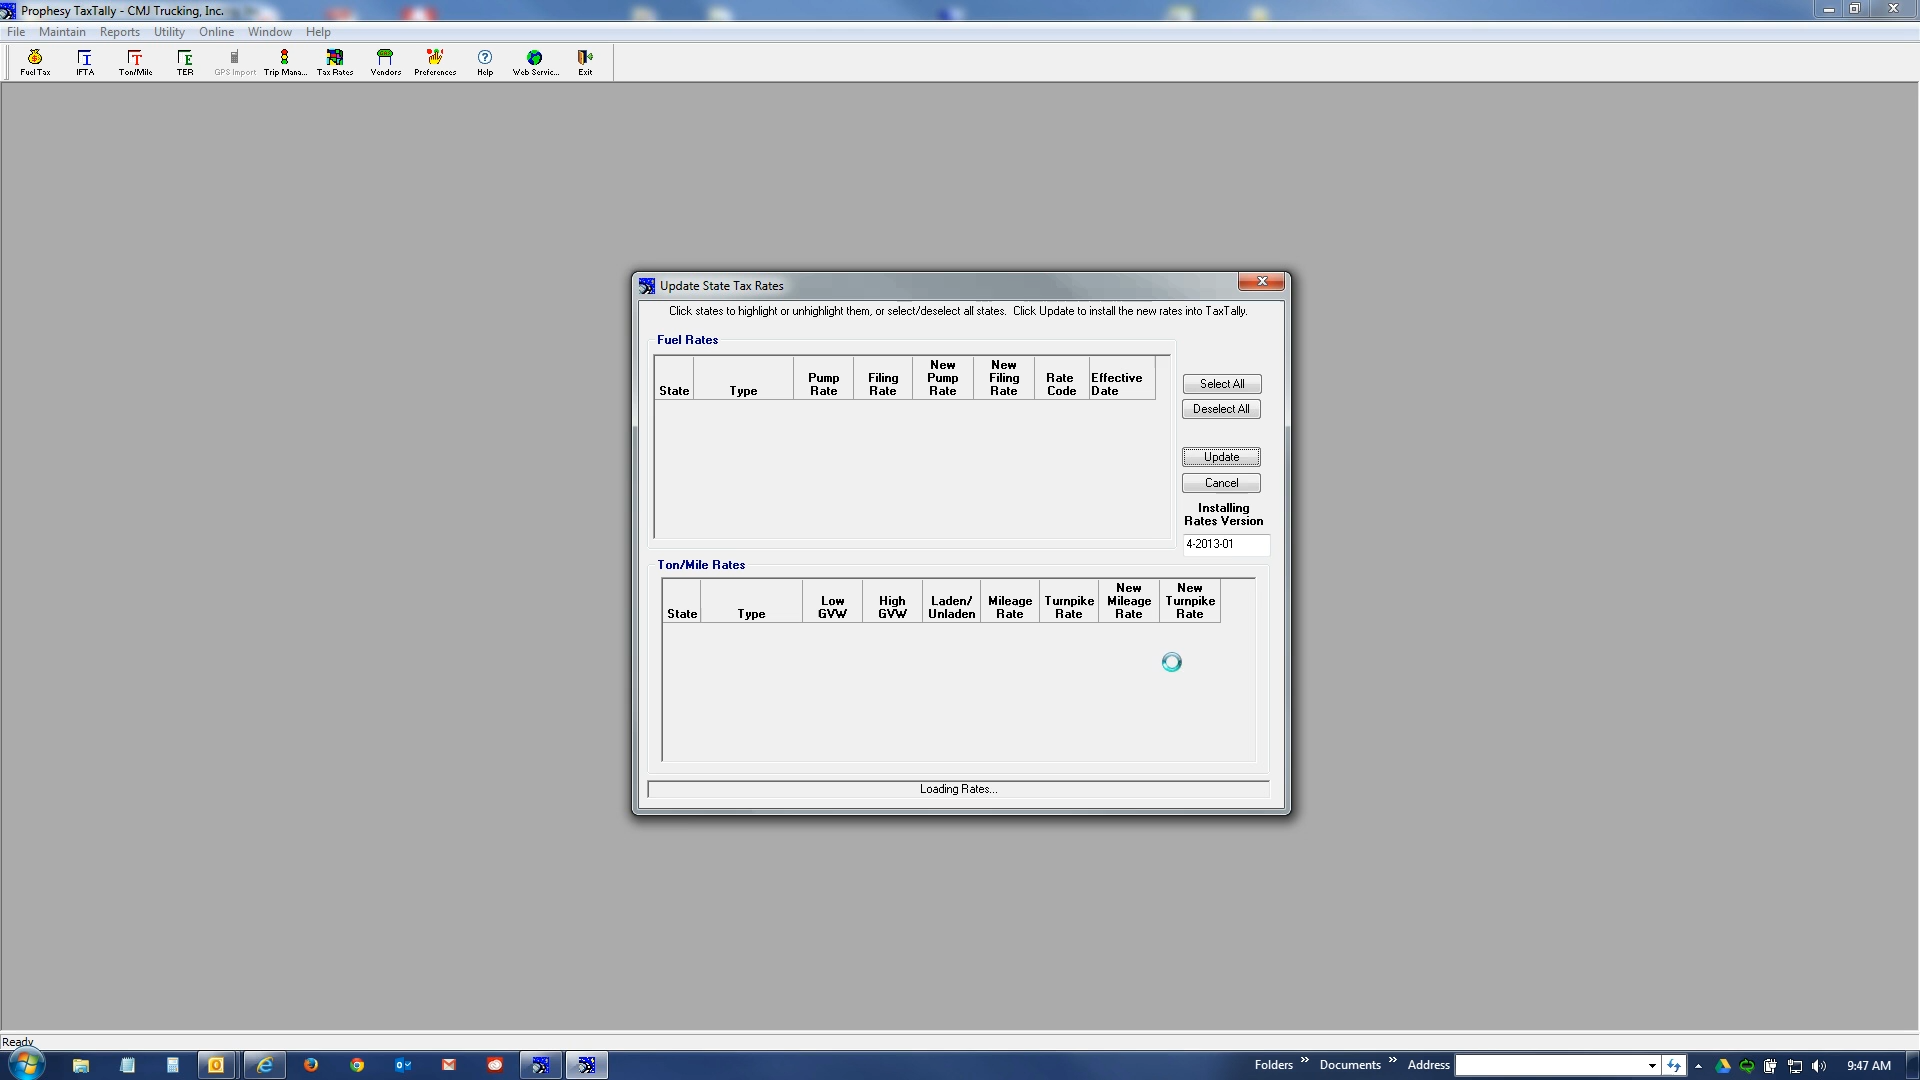 Prophesy TaxTally - CMJ Trucking, Inc.
File Maintain Reports Utility Online Window Help
Fuel Tax IFTA Ton/Mile TER GPS Import Trip Mana... Tax Rates Vendors Preferences Help Web Servic... Exit
Update State Tax Rates
Click states to highlight or unhighlight them, or select/deselect all states. Click Update to install the new rates into TaxTally.
Fuel Rates
State Type Pump Rate Filing Rate New Pump Rate New Filing Rate Rate Code Effective Date
Select All
Deselect All
Update
Cancel
Installing
Rates Version
4-2013-01
Ton/Mile Rates
State Type Low GVW High GVW Laden/ Unladen Mileage Rate Turnpike Rate New Mileage Rate New Turnpike Rate
Loading Rates...
Ready
Folders » Documents » Address 9:47 AM